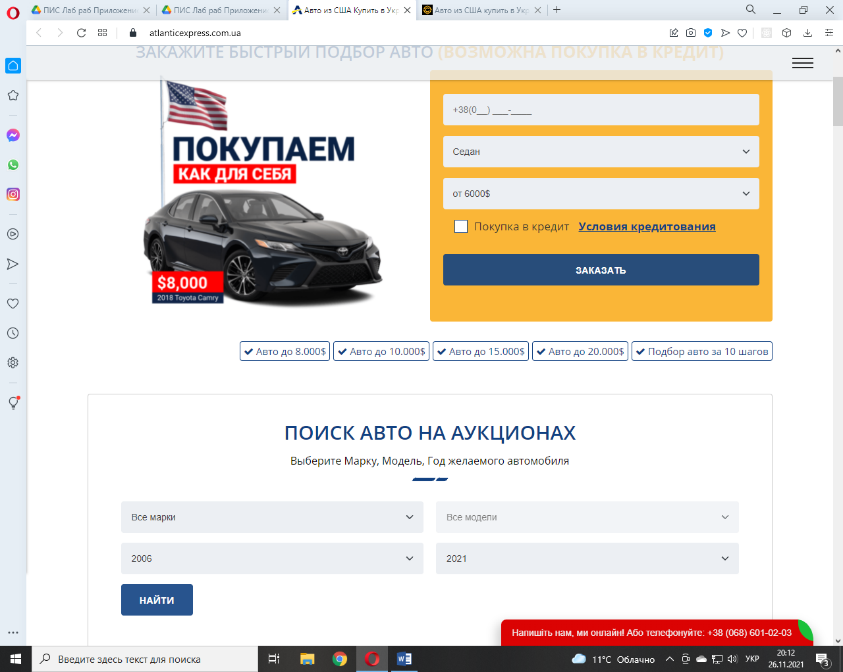 ПИС Лаб раб Приложени
ПИС Лаб раб Приложени
Авто из США Купить в Укр
Авто из США купить в Укр
atlanticexpress.com.ua
ЗАКАЖИТЕ БЫСТРЫЙ ПОДБОР АВТО (ВОЗМОЖНА ПОКУПКА В КРЕДИТ)
ПОКУПАЕМ
КАК ДЛЯ СЕБЯ
$8,000
2018 Toyota Camry
+38(0__) ___-____
Седан
от 6000$
Покупка в кредит Условия кредитования
ЗАКАЗАТЬ
Авто до 8.000$ Авто до 10.000$ Авто до 15.000$ Авто до 20.000$ Подбор авто за 10 шагов
ПОИСК АВТО НА АУКЦИОНАХ
Выберите Марку, Модель, Год желаемого автомобиля
Все марки
Все модели
2006
2021
НАЙТИ
Напишіть нам, ми онлайн! Або телефонуйте: +38 (068) 601-02-03
Введите здесь текст для поиска
11°C Облачно
УКР
20:12
26.11.2021
3